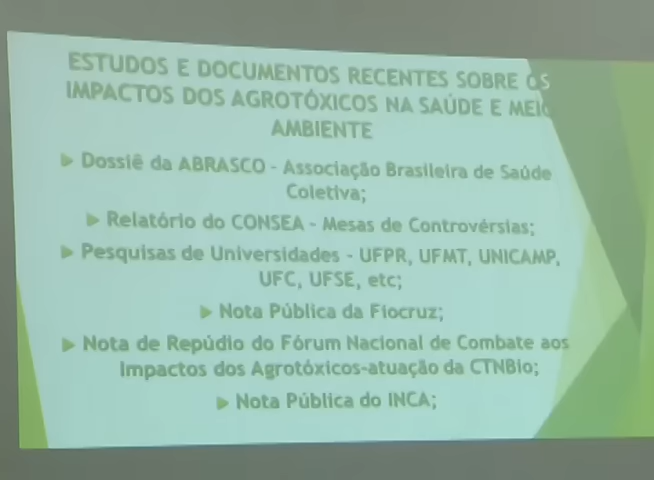 ESTUDOS E DOCUMENTOS RECENTES SOBRE OS
IMPACTOS DOS AGROTÓXICOS NA SAÚDE E MEIO
AMBIENTE
Dossiê da ABRASCO - Associação Brasileira de Saúde
Coletiva;
Relatório do CONSEA - Mesas de Controvérsias;
Pesquisas de Universidades - UFPR, UFMT, UNICAMP,
UFC, UFSE, etc;
Nota Pública da Fiocruz;
Nota de Repúdio do Fórum Nacional de Combate aos
Impactos dos Agrotóxicos-atuação da CTNBio;
Nota Pública do INCA;